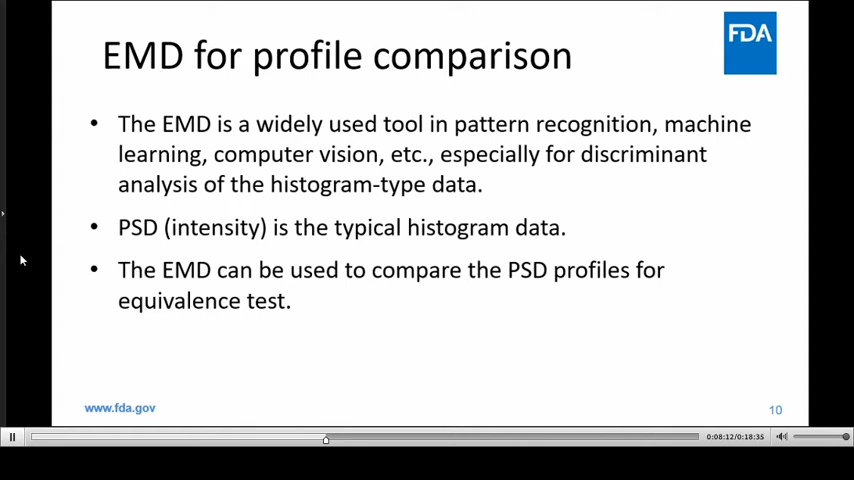 EMD for profile comparison
FDA
• The EMD is a widely used tool in pattern recognition, machine
learning, computer vision, etc., especially for discriminant
analysis of the histogram-type data.
• PSD (intensity) is the typical histogram data.
• The EMD can be used to compare the PSD profiles for
equivalence test.
www.fda.gov
10
0:08:12/0:18:35